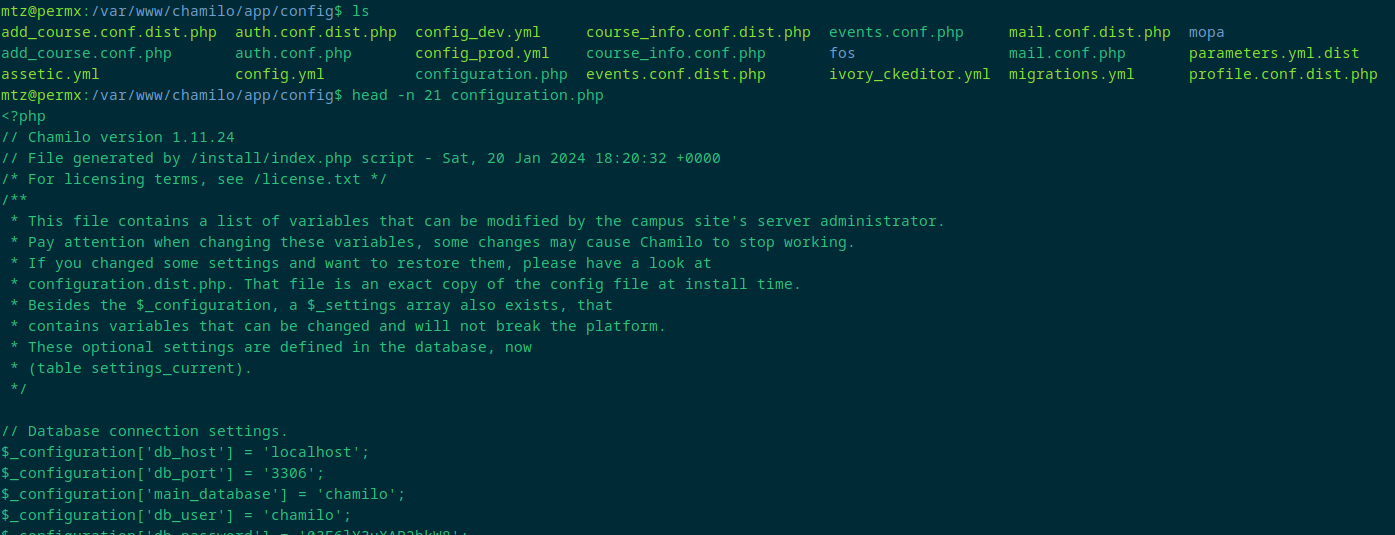 mtz@permx:/var/www/chamilo/app/config$ ls
add_course.conf.dist.php auth.conf.dist.php config_dev.yml course_info.conf.dist.php events.conf.php mail.conf.dist.php mopa
add_course.conf.php auth.conf.php config_prod.yml course_info.conf.php fos mail.conf.php parameters.yml.dist
assetic.yml config.yml configuration.php events.conf.dist.php ivory_ckeditor.yml migrations.yml profile.conf.dist.php
mtz@permx:/var/www/chamilo/app/config$ head -n 21 configuration.php
<?php
// Chamilo version 1.11.24
// File generated by /install/index.php script - Sat, 20 Jan 2024 18:20:32 +0000
/* For licensing terms, see /license.txt */
/**
 * This file contains a list of variables that can be modified by the campus site's server administrator.
 * Pay attention when changing these variables, some changes may cause Chamilo to stop working.
 * If you changed some settings and want to restore them, please have a look at
 * configuration.dist.php. That file is an exact copy of the config file at install time.
 * Besides the $_configuration, a $_settings array also exists, that
 * contains variables that can be changed and will not break the platform.
 * These optional settings are defined in the database, now
 * (table settings_current).
 */
// Database connection settings.
$_configuration['db_host'] = 'localhost';
$_configuration['db_port'] = '3306';
$_configuration['main_database'] = 'chamilo';
$_configuration['db_user'] = 'chamilo';
$_configuration['db_password'] =